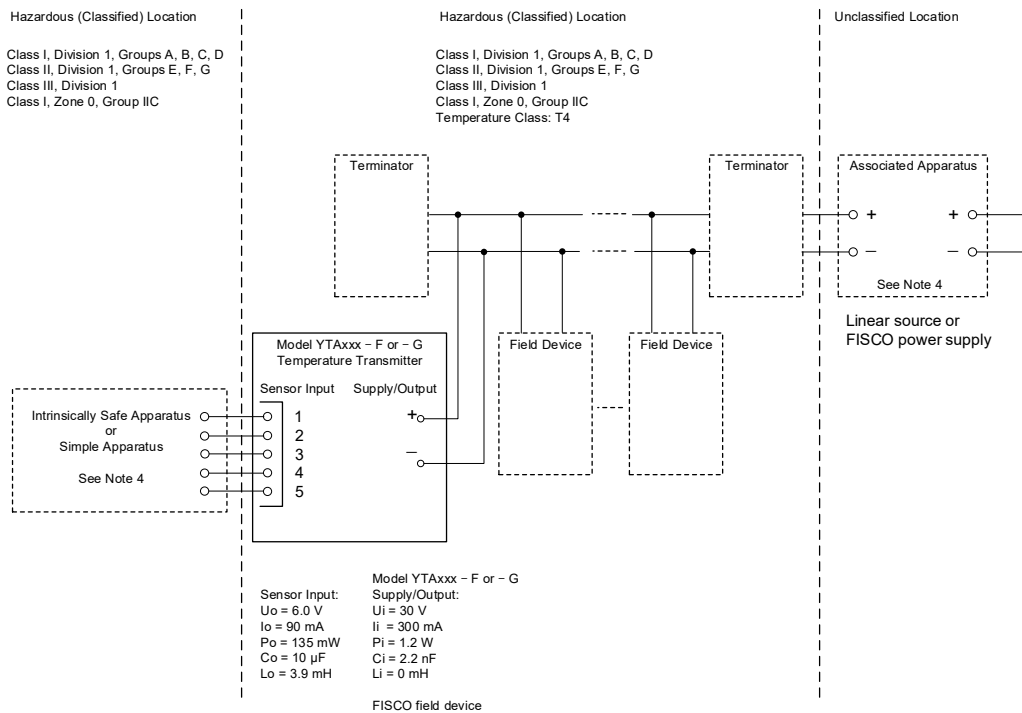 Hazardous (Classified) Location
Class I, Division 1, Groups A, B, C, D
Class II, Division 1, Groups E, F, G
Class III, Division 1
Class I, Zone 0, Group IIC
Hazardous (Classified) Location
Class I, Division 1, Groups A, B, C, D
Class II, Division 1, Groups E, F, G
Class III, Division 1
Class I, Zone 0, Group IIC
Temperature Class: T4
Unclassified Location
Terminator
Terminator
Associated Apparatus
+ +
− −
See Note 4
Linear source or
FISCO power supply
Model YTAxxx − F or − G
Temperature Transmitter
Sensor Input Supply/Output
1
2
3
4
5
+
−
Field Device
Field Device
Intrinsically Safe Apparatus
or
Simple Apparatus
See Note 4
Model YTAxxx − F or − G
Sensor Input:
Uo = 6.0 V
Io = 90 mA
Po = 135 mW
Co = 10 µF
Lo = 3.9 mH
Supply/Output:
Ui = 30 V
Ii = 300 mA
Pi = 1.2 W
Ci = 2.2 nF
Li = 0 mH
FISCO field device